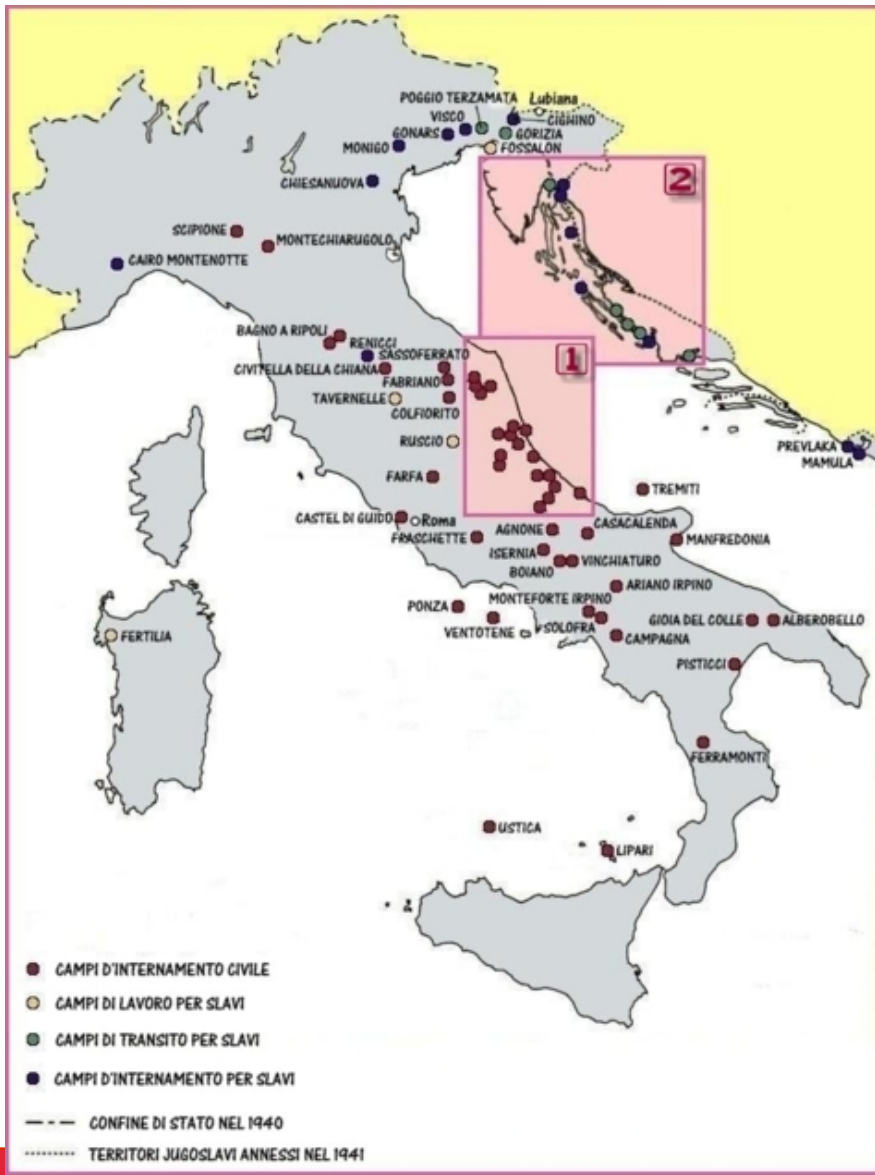 POGGIO TERZAMATA
Lubiana
VISCO
CIGHINO
GONARS
GORIZIA
MONIGO
FOSSALON
CHIESANUOVA
2
SCIPIONE
MONTECHIARUGOLO
CAIRO MONTENOTTE
BAGNO A RIPOLI
RENICCI
SASSOFERRATO
1
CIVITELLA DELLA CHIANA
FABRIANO
TAVERNELLE
COLFIORITO
RUSCIO
PREVLAKA
MAMULA
FARFA
TREMITI
CASTEL DI GUIDO
Roma
AGNONE
CASACALENDA
FRASCHETTE
MANFREDONIA
ISERNIA
BOIANO
VINCHIATURO
ARIANO IRPINO
MONTEFORTE IRPINO
PONZA
GIOIA DEL COLLE
ALBEROBELLO
VENTOTENE
SOLOFRA
FERTILIA
CAMPAGNA
PISTICCI
FERRAMONTI
USTICA
LIPARI
CAMPI D'INTERNAMENTO CIVILE
CAMPI DI LAVORO PER SLAVI
CAMPI DI TRANSITO PER SLAVI
CAMPI D'INTERNAMENTO PER SLAVI
CONFINE DI STATO NEL 1940
TERRITORI JUGOSLAVI ANNESSI NEL 1941